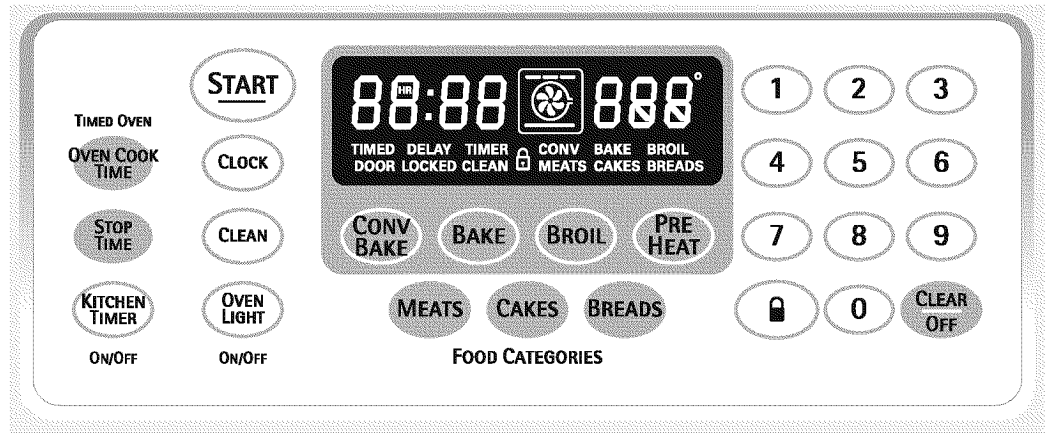 START
TIMED OVEN
OVEN COOK
TIME
CLOCK
STOP
TIME
CLEAN
KITCHEN
TIMER
ON/OFF
OVEN
LIGHT
ON/OFF
88:88 888°
HR
TIMED DELAY TIMER CONV BAKE BROIL
DOOR LOCKED CLEAN MEATS CAKES BREADS
CONV
BAKE
BAKE
BROIL
PRE
HEAT
MEATS
CAKES
BREADS
FOOD CATEGORIES
1 2 3
4 5 6
7 8 9
0
CLEAR
OFF